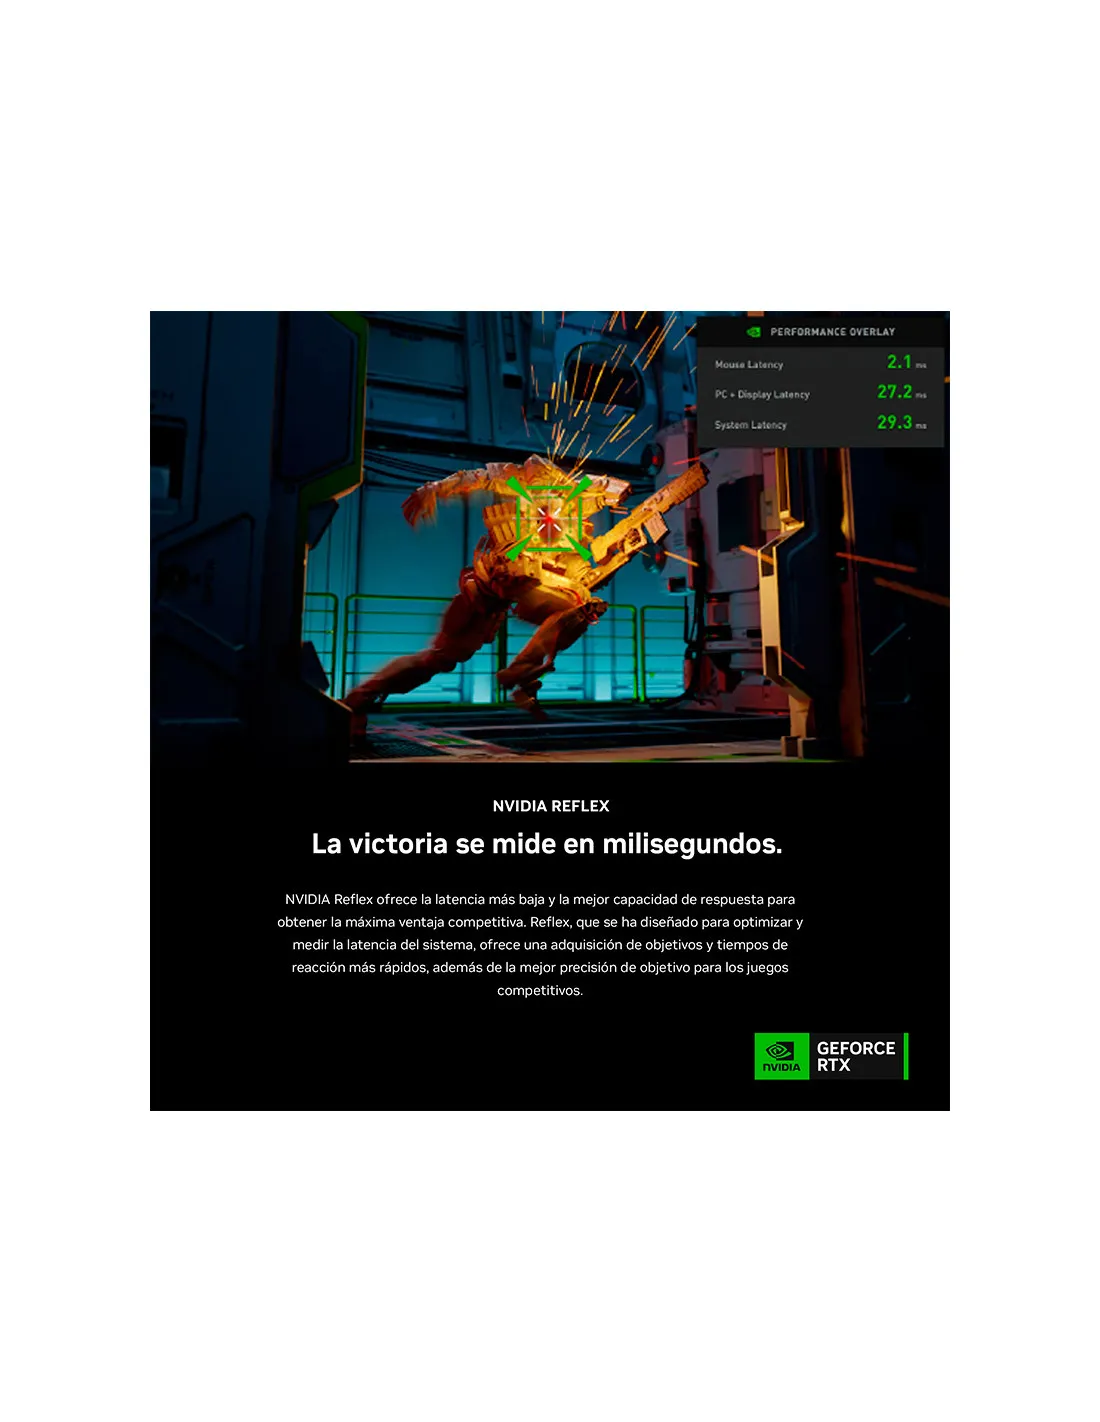 PERFORMANCE OVERLAY
Mouse Latency 2.1 ms
PC + Display Latency 27.2 ms
System Latency 29.3 ms
NVIDIA REFLEX
La victoria se mide en milisegundos.
NVIDIA Reflex ofrece la latencia más baja y la mejor capacidad de respuesta para
obtener la máxima ventaja competitiva. Reflex, que se ha diseñado para optimizar y
medir la latencia del sistema, ofrece una adquisición de objetivos y tiempos de
reacción más rápidos, además de la mejor precisión de objetivo para los juegos
competitivos.
NVIDIA
GEFORCE
RTX